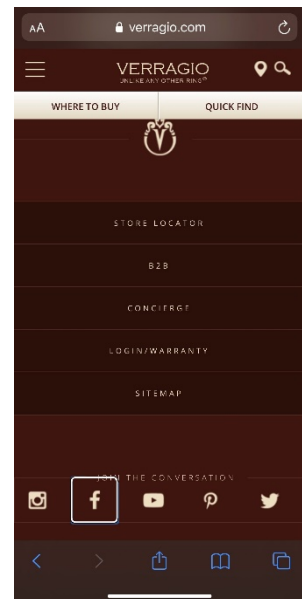 AA verragio.com
VERRAGIO
UNLIKE ANY OTHER RING
WHERE TO BUY QUICK FIND
STORE LOCATOR
B2B
CONCIERGE
LOGIN/WARRANTY
SITEMAP
JOIN THE CONVERSATION